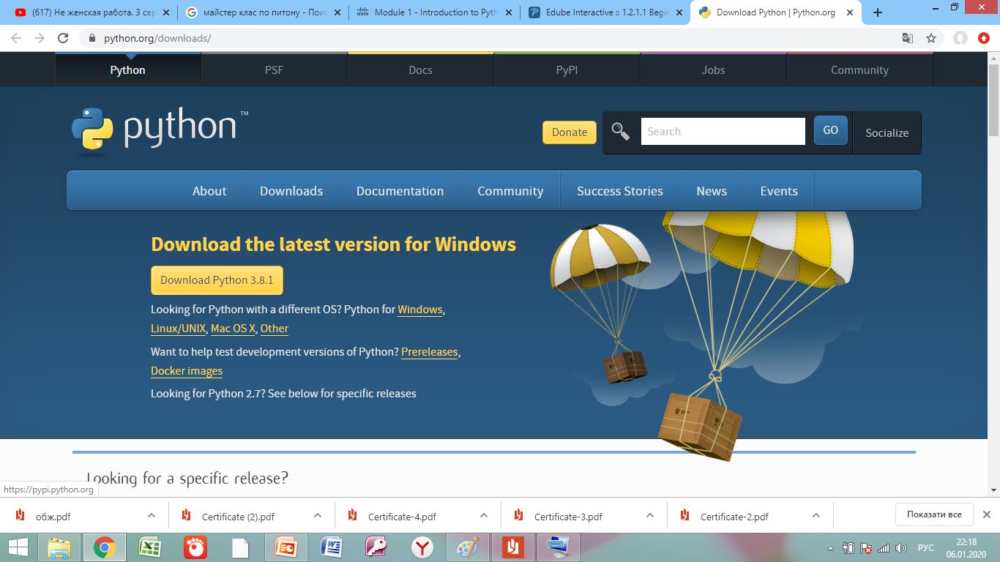 (617) Не женская работа. 3 сер
майстер клас по питону - Пои
Module 1 - Introduction to Pyth
Edube Interactive :: 1.2.1.1 Begin
Download Python | Python.org
python.org/downloads/
Python
PSF
Docs
PyPI
Jobs
Community
python™
Donate
Search
GO
Socialize
About
Downloads
Documentation
Community
Success Stories
News
Events
Download the latest version for Windows
Download Python 3.8.1
Looking for Python with a different OS? Python for Windows,
Linux/UNIX, Mac OS X, Other
Want to help test development versions of Python? Prereleases,
Docker images
Looking for Python 2.7? See below for specific releases
Looking for a specific release?
https://pypi.python.org
обж.pdf
Certificate (2).pdf
Certificate-4.pdf
Certificate-3.pdf
Certificate-2.pdf
Показати все
РУС
22:18
06.01.2020